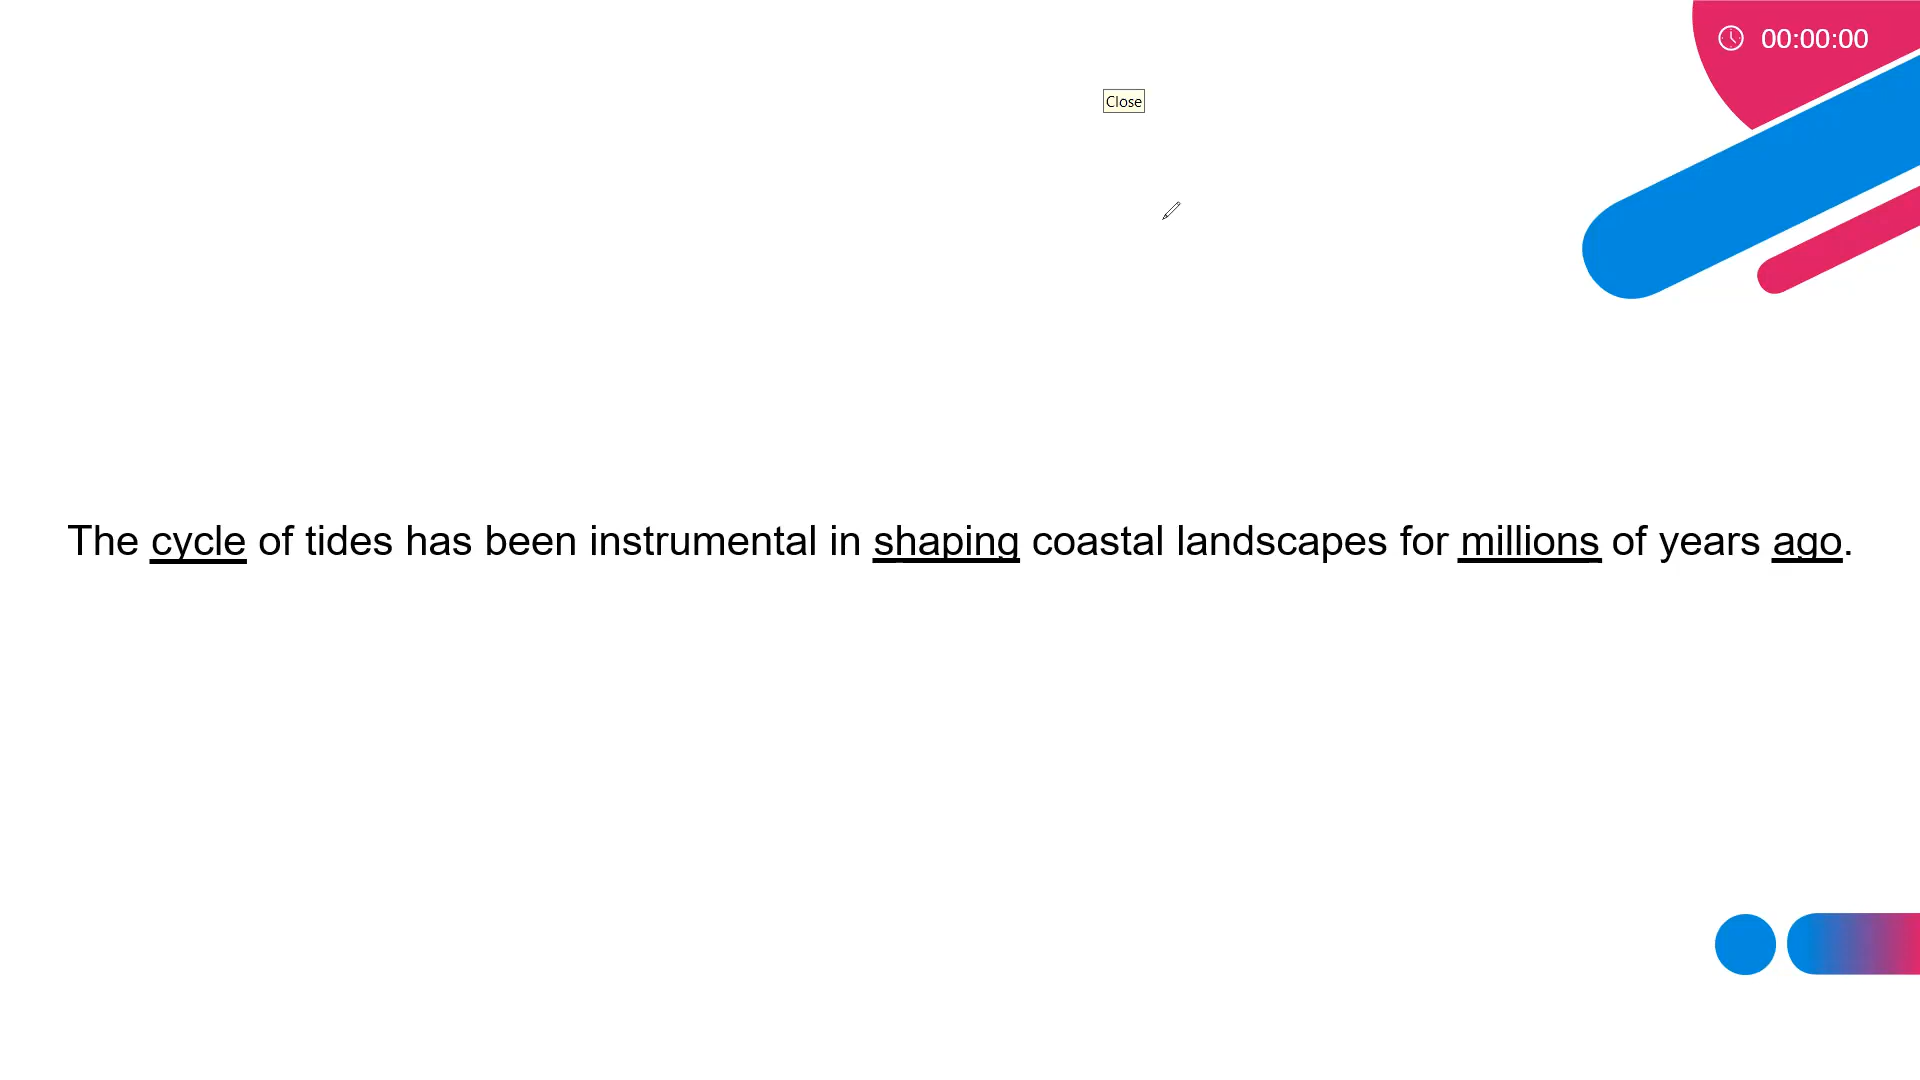 00:00:00
Close
The cycle of tides has been instrumental in shaping coastal landscapes for millions of years ago.